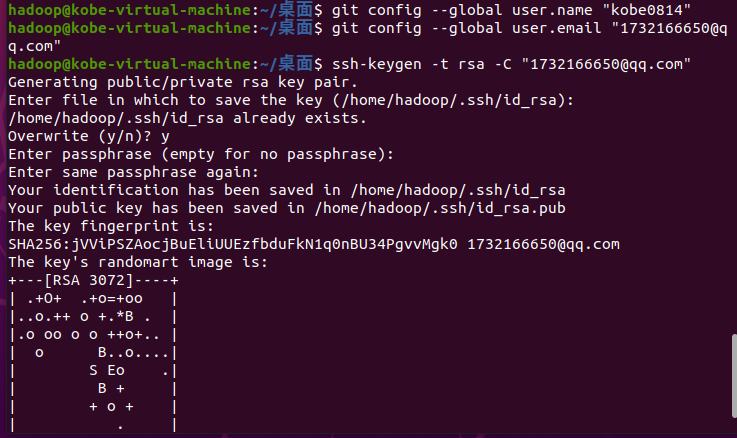 hadoop@kobe-virtual-machine:~/桌面$ git config --global user.name "kobe0814"
hadoop@kobe-virtual-machine:~/桌面$ git config --global user.email "1732166650@q
q.com"
hadoop@kobe-virtual-machine:~/桌面$ ssh-keygen -t rsa -C "1732166650@qq.com"
Generating public/private rsa key pair.
Enter file in which to save the key (/home/hadoop/.ssh/id_rsa):
/home/hadoop/.ssh/id_rsa already exists.
Overwrite (y/n)? y
Enter passphrase (empty for no passphrase):
Enter same passphrase again:
Your identification has been saved in /home/hadoop/.ssh/id_rsa
Your public key has been saved in /home/hadoop/.ssh/id_rsa.pub
The key fingerprint is:
SHA256:jVViPSZAocjBuEliUUEzfbduFkN1q0nBU34PgvvMgk0 1732166650@qq.com
The key's randomart image is:
+---[RSA 3072]----+
| .+O+  .+o=+oo   |
|..o.++ o +.*B .  |
|.o oo o o ++o+.. |
|  o      B..o....|
|        S Eo    .|
|         B +     |
|        + o +    |
|           .     |